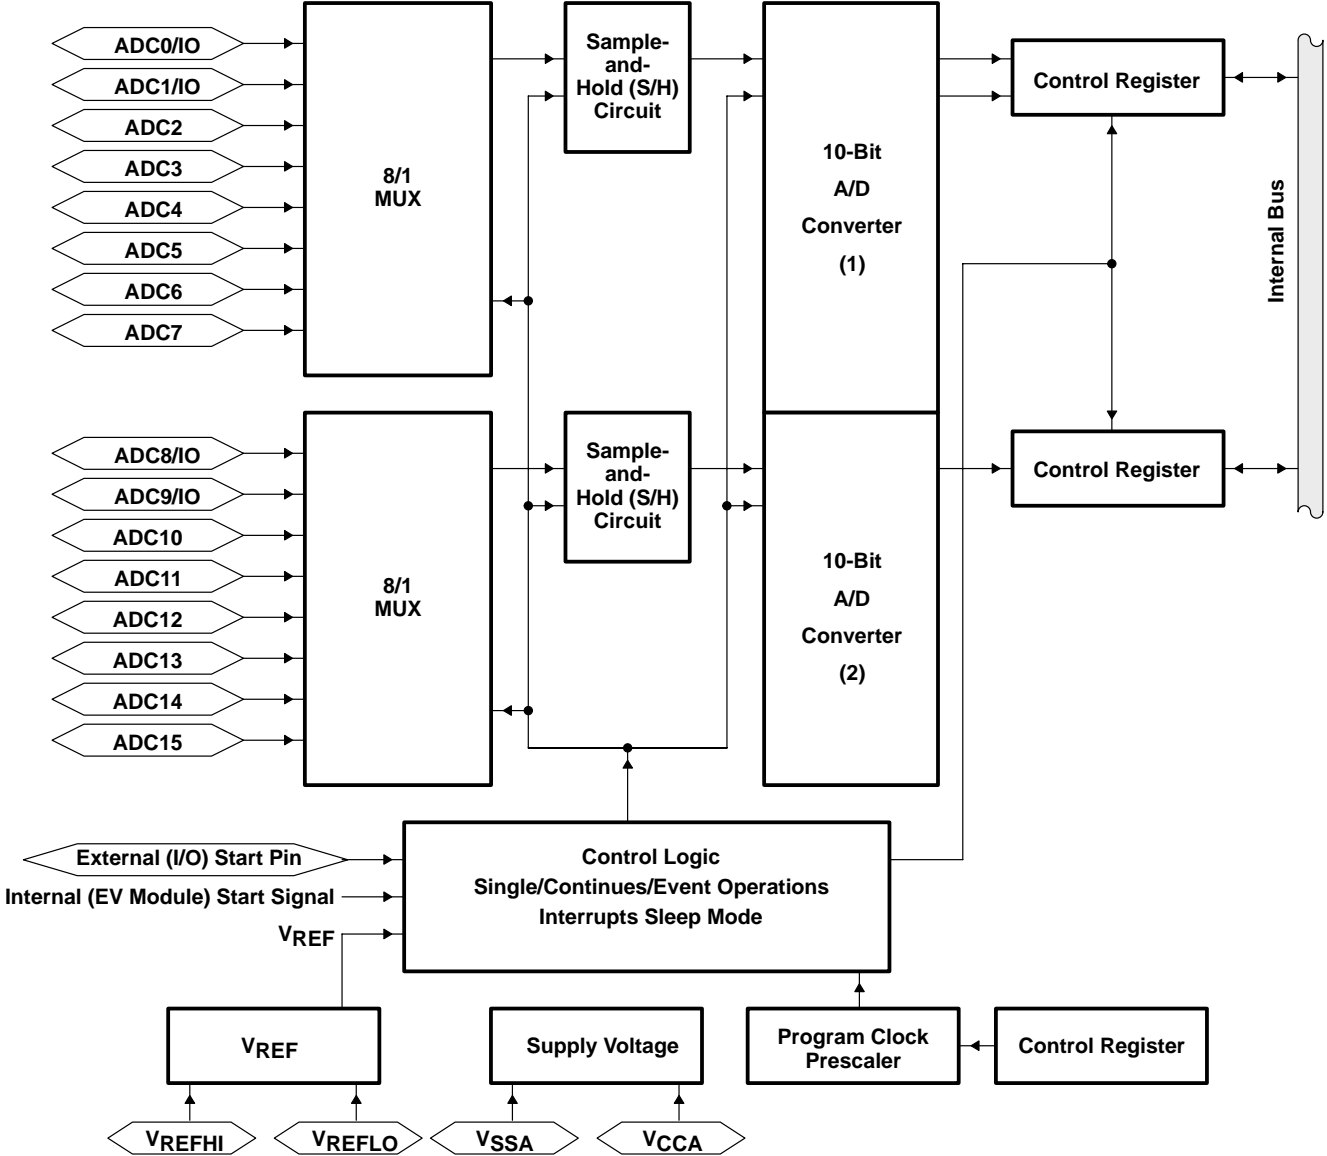 ADC0/IO
ADC1/IO
ADC2
ADC3
ADC4
ADC5
ADC6
ADC7
8/1
MUX
Sample-
and-
Hold (S/H)
Circuit
10-Bit
A/D
Converter
(1)
Control Register
Internal Bus
ADC8/IO
ADC9/IO
ADC10
ADC11
ADC12
ADC13
ADC14
ADC15
8/1
MUX
Sample-
and-
Hold (S/H)
Circuit
10-Bit
A/D
Converter
(2)
Control Register
External (I/O) Start Pin
Internal (EV Module) Start Signal
VREF
Control Logic
Single/Continues/Event Operations
Interrupts Sleep Mode
VREF
Supply Voltage
Program Clock
Prescaler
Control Register
VREFHI
VREFLO
VSSA
VCCA